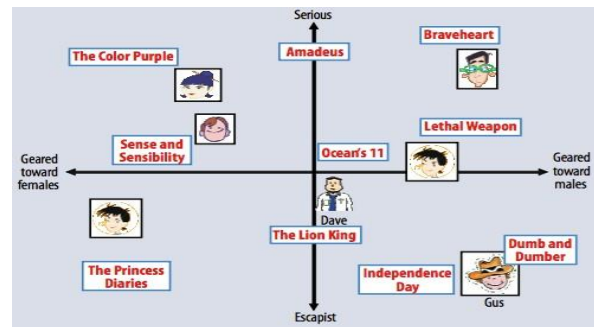 Serious
Braveheart
Amadeus
The Color Purple
Lethal Weapon
Sense and
Sensibility
Ocean's 11
Geared
toward
females
Geared
toward
males
Dave
The Lion King
Dumb and
Dumber
The Princess
Diaries
Independence
Day
Gus
Escapist